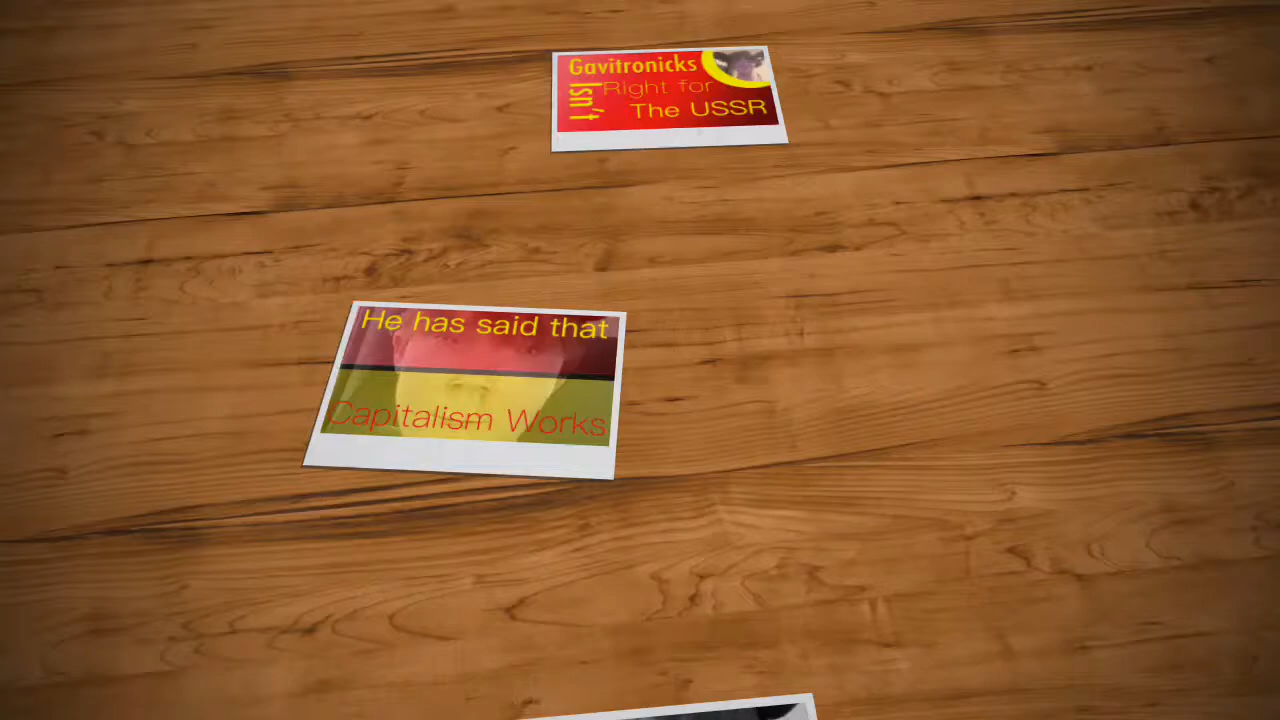 Gavitronicks
Isn't
Right for
The USSR
He has said that
Capitalism Works